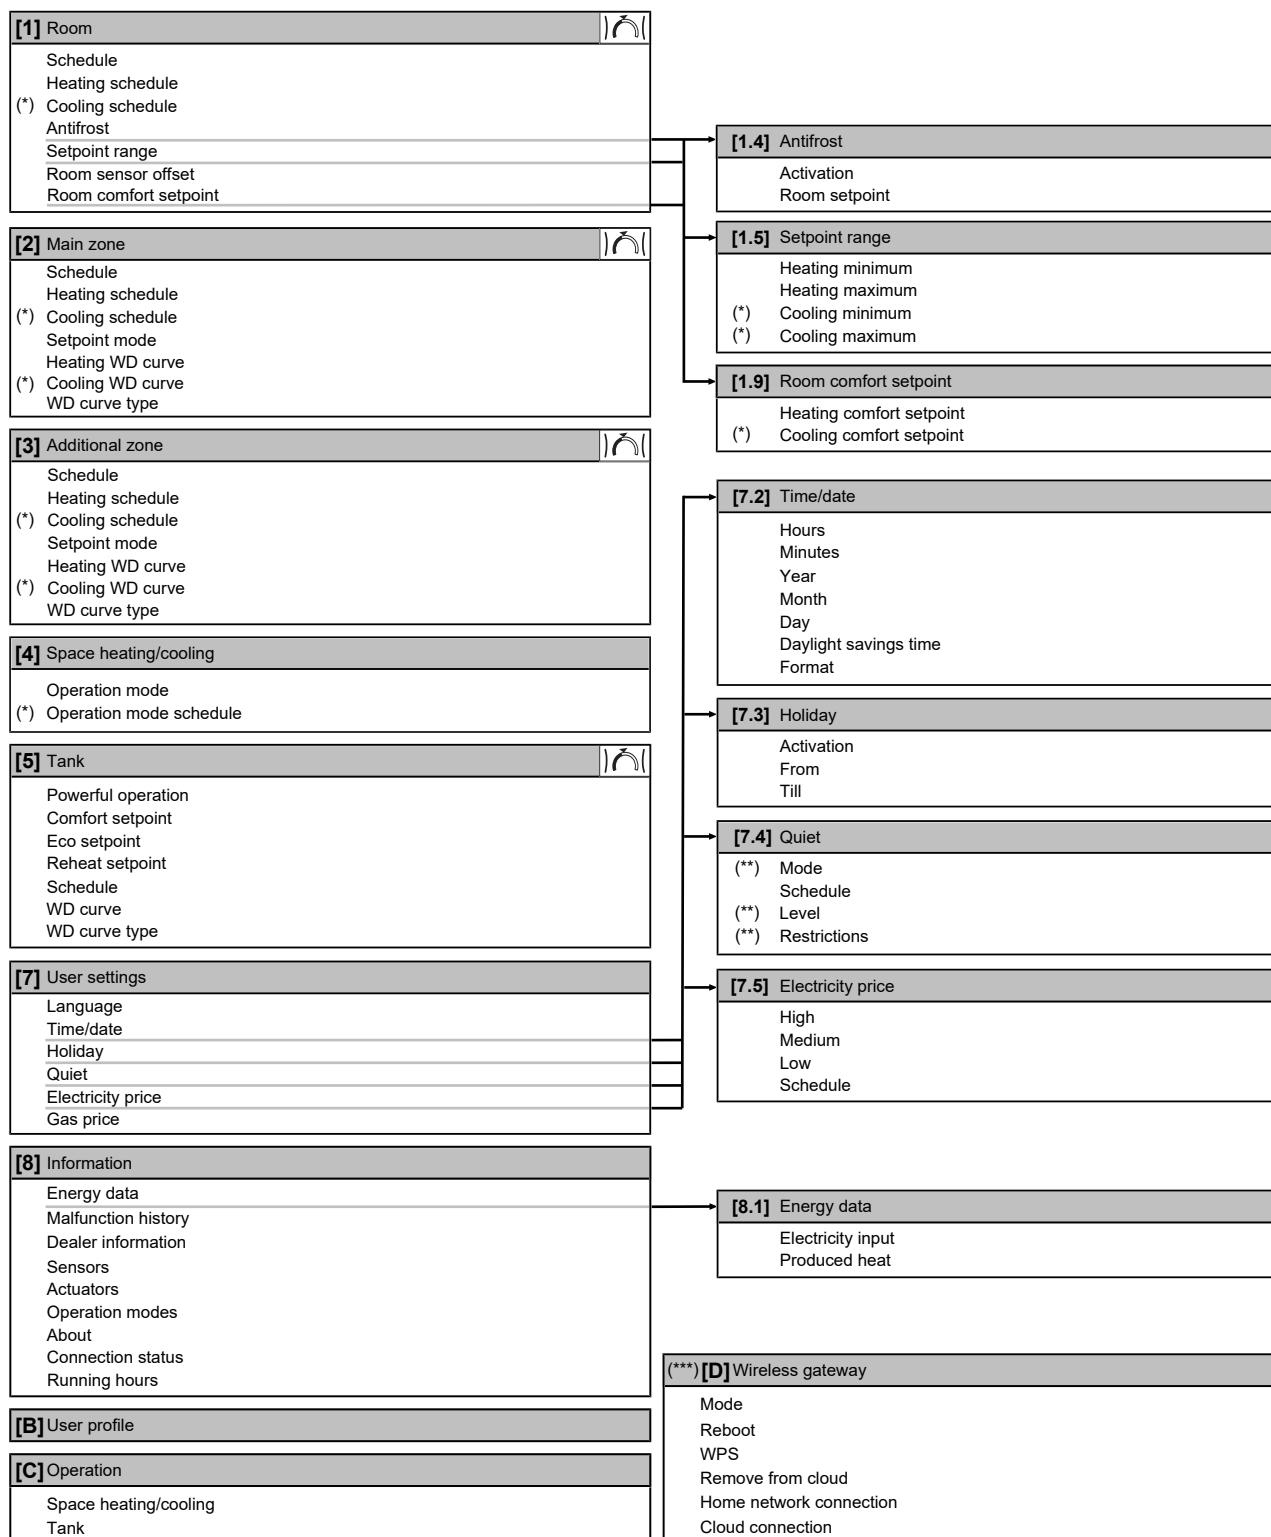 [1] Room
Schedule
Heating schedule
(*) Cooling schedule
Antifrost
Setpoint range
Room sensor offset
Room comfort setpoint
[2] Main zone
Schedule
Heating schedule
(*) Cooling schedule
Setpoint mode
Heating WD curve
(*) Cooling WD curve
WD curve type
[3] Additional zone
Schedule
Heating schedule
(*) Cooling schedule
Setpoint mode
Heating WD curve
(*) Cooling WD curve
WD curve type
[4] Space heating/cooling
Operation mode
(*) Operation mode schedule
[5] Tank
Powerful operation
Comfort setpoint
Eco setpoint
Reheat setpoint
Schedule
WD curve
WD curve type
[7] User settings
Language
Time/date
Holiday
Quiet
Electricity price
Gas price
[8] Information
Energy data
Malfunction history
Dealer information
Sensors
Actuators
Operation modes
About
Connection status
Running hours
[B] User profile
[C] Operation
Space heating/cooling
Tank
[1.4] Antifrost
Activation
Room setpoint
[1.5] Setpoint range
Heating minimum
Heating maximum
(*) Cooling minimum
(*) Cooling maximum
[1.9] Room comfort setpoint
Heating comfort setpoint
(*) Cooling comfort setpoint
[7.2] Time/date
Hours
Minutes
Year
Month
Day
Daylight savings time
Format
[7.3] Holiday
Activation
From
Till
[7.4] Quiet
(**) Mode
Schedule
(**) Level
(**) Restrictions
[7.5] Electricity price
High
Medium
Low
Schedule
[8.1] Energy data
Electricity input
Produced heat
(***) [D] Wireless gateway
Mode
Reboot
WPS
Remove from cloud
Home network connection
Cloud connection